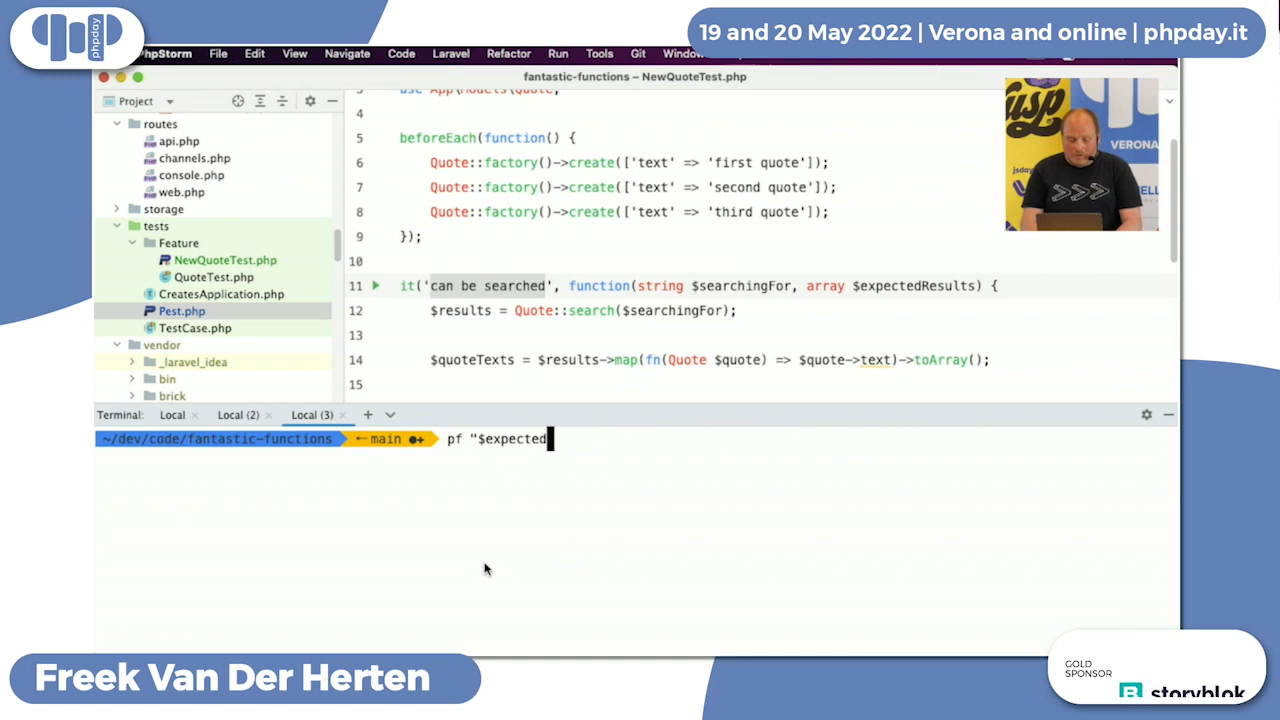 phpday
19 and 20 May 2022 | Verona and online | phpday.it
PhpStorm File Edit View Navigate Code Laravel Refactor Run Tools Git Window
fantastic-functions – NewQuoteTest.php
Project
routes
api.php
channels.php
console.php
web.php
storage
tests
Feature
NewQuoteTest.php
QuoteTest.php
CreatesApplication.php
Pest.php
TestCase.php
vendor
_laravel_idea
bin
brick
3 use App\Models\Quote;
4
5 beforeEach(function() {
6 Quote::factory()->create(['text' => 'first quote']);
7 Quote::factory()->create(['text' => 'second quote']);
8 Quote::factory()->create(['text' => 'third quote']);
9 });
10
11 it('can be searched', function(string $searchingFor, array $expectedResults) {
12 $results = Quote::search($searchingFor);
13
14 $quoteTexts = $results->map(fn(Quote $quote) => $quote->text)->toArray();
15
VERONA
Terminal: Local × Local (2) × Local (3) × +
~/dev/code/fantastic-functions main pf "$expected
Freek Van Der Herten
GOLD
SPONSOR
storyblok